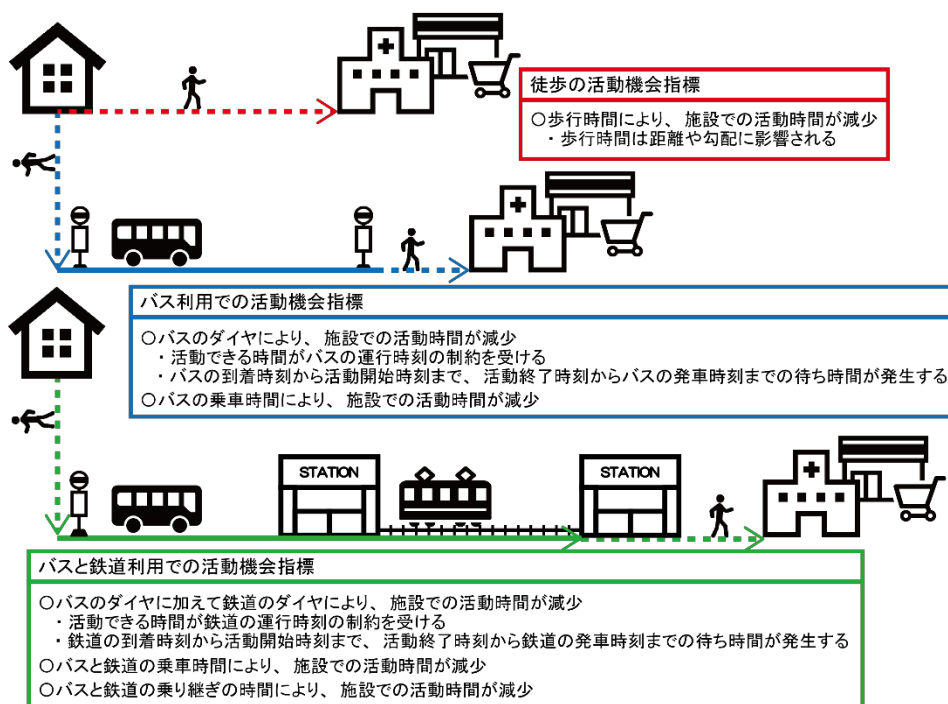 徒歩の活動機会指標
○歩行時間により、施設での活動時間が減少
・歩行時間は距離や勾配に影響される
バス利用での活動機会指標
○バスのダイヤにより、施設での活動時間が減少
・活動できる時間がバスの運行時刻の制約を受ける
・バスの到着時刻から活動開始時刻まで、活動終了時刻からバスの発車時刻までの待ち時間が発生する
○バスの乗車時間により、施設での活動時間が減少
STATION
STATION
バスと鉄道利用での活動機会指標
○バスのダイヤに加えて鉄道のダイヤにより、施設での活動時間が減少
・活動できる時間が鉄道の運行時刻の制約を受ける
・鉄道の到着時刻から活動開始時刻まで、活動終了時刻から鉄道の発車時刻までの待ち時間が発生する
○バスと鉄道の乗車時間により、施設での活動時間が減少
○バスと鉄道の乗り継ぎの時間により、施設での活動時間が減少